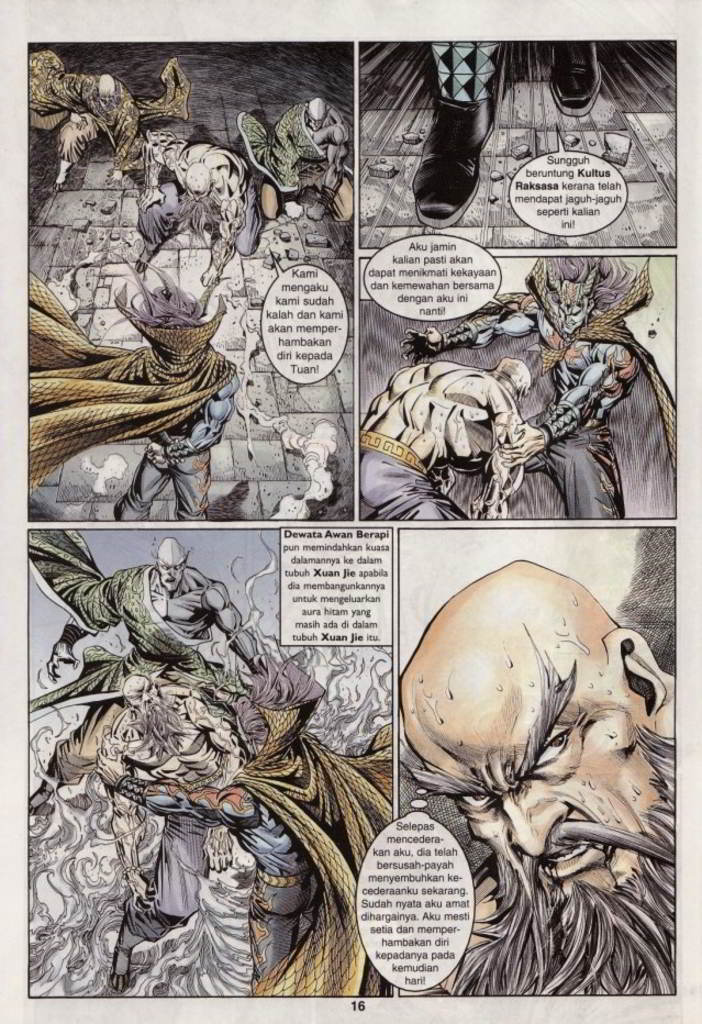 Kami
mengaku
kami sudah
kalah dan kami
akan memper-
hambakan
diri kepada
Tuan!
Sungguh
beruntung Kultus
Raksasa kerana telah
mendapat jaguh-jaguh
seperti kalian
ini!
Aku jamin
kalian pasti akan
dapat menikmati kekayaan
dan kemewahan bersama
dengan aku ini
nanti!
Dewata Awan Berapi
pun memindahkan kuasa
dalamannya ke dalam
tubuh Xuan Jie apabila
dia membangunkannya
untuk mengeluarkan
aura hitam yang
masih ada di dalam
tubuh Xuan Jie itu.
Selepas
mencedera-
kan aku, dia telah
bersusah-payah
menyembuhkan ke-
cederaanku sekarang.
Sudah nyata aku amat
dihargainya. Aku mesti
setia dan memper-
hambakan diri
kepadanya pada
kemudian
hari!
16